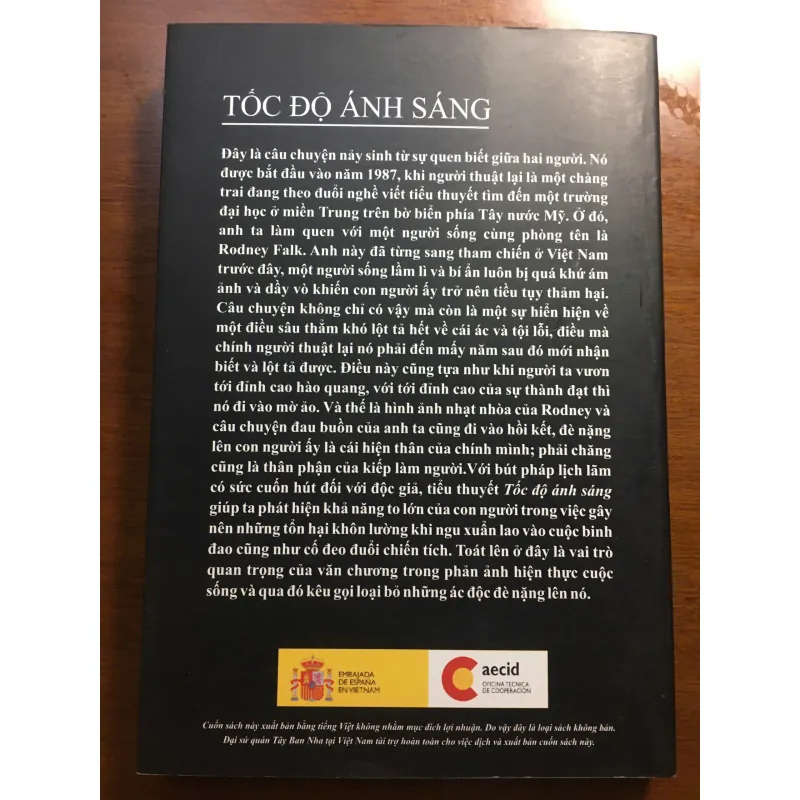 TỐC ĐỘ ÁNH SÁNG
Đây là câu chuyện nảy sinh từ sự quen biết giữa hai người. Nó
được bắt đầu vào năm 1987, khi người thuật lại là một chàng
trai đang theo đuổi nghề viết tiểu thuyết tìm đến một trường
đại học ở miền Trung trên bờ biển phía Tây nước Mỹ. Ở đó,
anh ta làm quen với một người sống cùng phòng tên là
Rodney Falk. Anh này đã từng sang tham chiến ở Việt Nam
trước đây, một người sống lầm lì và bí ẩn luôn bị quá khứ ám
ảnh và dầy vò khiến con người ấy trở nên tiều tụy thảm hại.
Câu chuyện không chỉ có vậy mà còn là một sự hiển hiện về
một điều sâu thẳm khó lột tả hết về cái ác và tội lỗi, điều mà
chính người thuật lại nó phải đến mấy năm sau đó mới nhận
biết và lột tả được. Điều này cũng tựa như khi người ta vươn
tới đỉnh cao hào quang, với tới đỉnh cao của sự thành đạt thì
nó đi vào mờ ảo. Và thế là hình ảnh nhạt nhòa của Rodney và
câu chuyện đau buồn của anh ta cũng đi vào hồi kết, đè nặng
lên con người ấy là cái hiện thân của chính mình; phải chăng
cũng là thân phận của kiếp làm người.Với bút pháp lịch lãm
có sức cuốn hút đối với độc giả, tiểu thuyết Tốc độ ánh sáng
giúp ta phát hiện khả năng to lớn của con người trong việc gây
nên những tổn hại khôn lường khi ngu xuẩn lao vào cuộc binh
đao cũng như cố đeo đuổi chiến tích. Toát lên ở đây là vai trò
quan trọng của văn chương trong phản ảnh hiện thực cuộc
sống và qua đó kêu gọi loại bỏ những ác độc đè nặng lên nó.
EMBAJADA
DE ESPAÑA
EN VIETNAM
aecid
OFICINA TÉCNICA
DE COOPERACIÓN
Cuốn sách này xuất bản bằng tiếng Việt không nhằm mục đích lợi nhuận. Do vậy đây là loại sách không bán.
Đại sứ quán Tây Ban Nha tại Việt Nam tài trợ hoàn toàn cho việc dịch và xuất bản cuốn sách này.